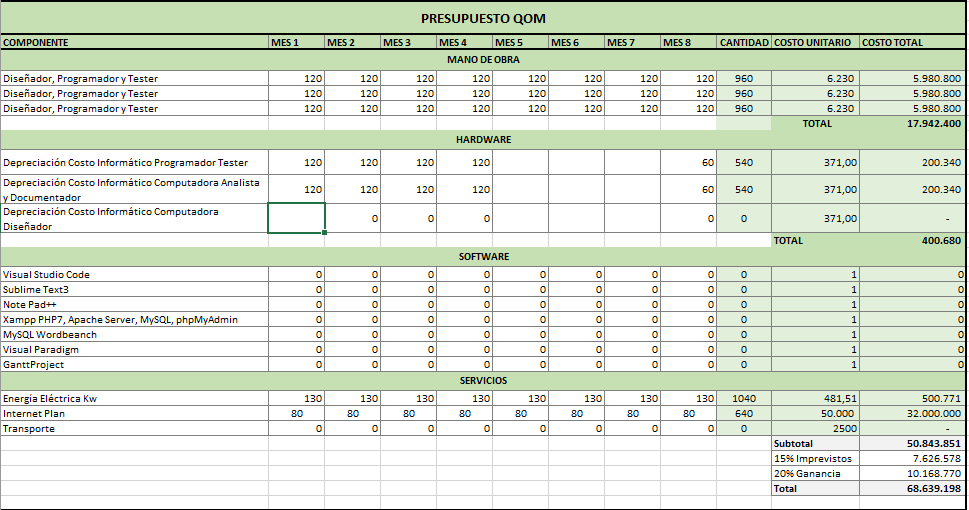 PRESUPUESTO QOM
COMPONENTE MES 1 MES 2 MES 3 MES 4 MES 5 MES 6 MES 7 MES 8 CANTIDAD COSTO UNITARIO COSTO TOTAL
MANO DE OBRA
Diseñador, Programador y Tester 120 120 120 120 120 120 120 120 960 6.230 5.980.800
Diseñador, Programador y Tester 120 120 120 120 120 120 120 120 960 6.230 5.980.800
Diseñador, Programador y Tester 120 120 120 120 120 120 120 120 960 6.230 5.980.800
TOTAL 17.942.400
HARDWARE
Depreciación Costo Informático Programador Tester 120 120 120 120 60 540 371,00 200.340
Depreciación Costo Informático Computadora Analista
y Documentador 120 120 120 120 60 540 371,00 200.340
Depreciación Costo Informático Computadora
Diseñador 0 0 0 0 0 371,00 -
TOTAL 400.680
SOFTWARE
Visual Studio Code 0 0 0 0 0 0 0 0 0 1 0
Sublime Text3 0 0 0 0 0 0 0 0 0 1 0
Note Pad++ 0 0 0 0 0 0 0 0 0 1 0
Xampp PHP7, Apache Server, MySQL, phpMyAdmin 0 0 0 0 0 0 0 0 0 1 0
MySQL Wordbeanch 0 0 0 0 0 0 0 0 0 1 0
Visual Paradigm 0 0 0 0 0 0 0 0 0 1 0
GanttProject 0 0 0 0 0 0 0 0 0 1 0
SERVICIOS
Energía Eléctrica Kw 130 130 130 130 130 130 130 130 1040 481,51 500.771
Internet Plan 80 80 80 80 80 80 80 80 640 50.000 32.000.000
Transporte 0 0 0 0 0 0 0 0 0 2500 -
Subtotal 50.843.851
15% Imprevistos 7.626.578
20% Ganancia 10.168.770
Total 68.639.198